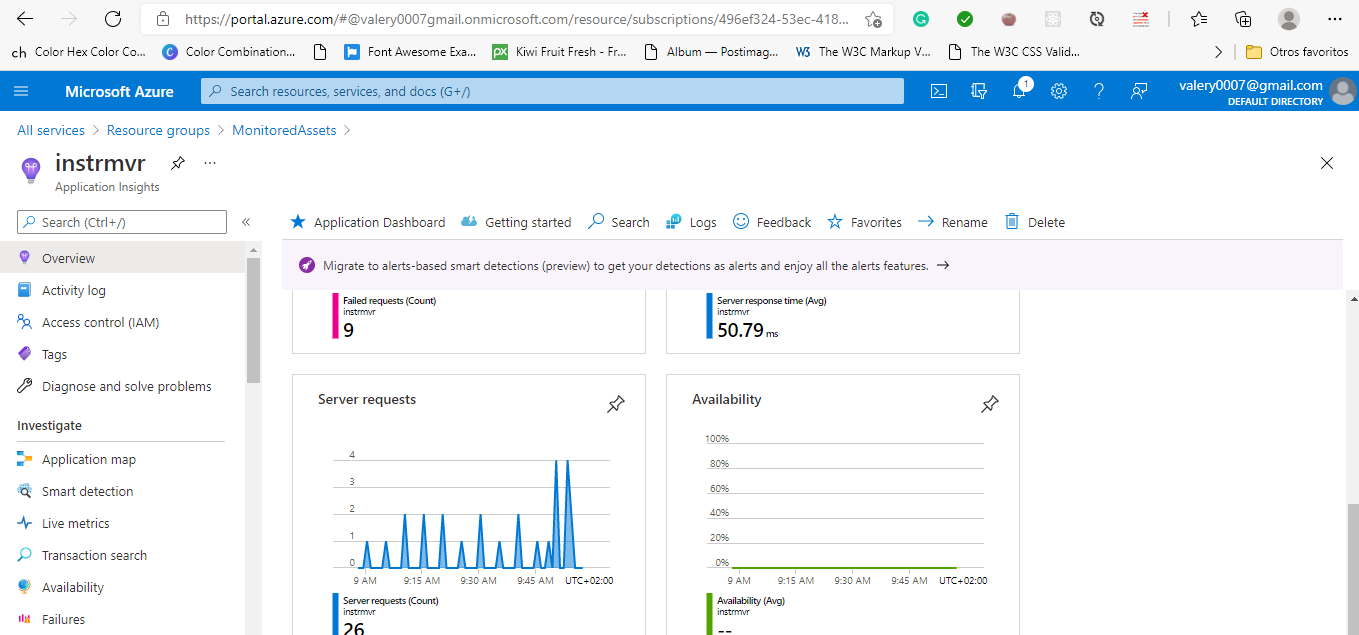 https://portal.azure.com/#@valery0007gmail.onmicrosoft.com/resource/subscriptions/496ef324-53ec-418...
ch Color Hex Color Co... Color Combination... Font Awesome Exa... Kiwi Fruit Fresh - Fr... Album — Postimag... W3 The W3C Markup V... The W3C CSS Valid... Otros favoritos
Microsoft Azure
Search resources, services, and docs (G+/)
1
valery0007@gmail.com
DEFAULT DIRECTORY
All services > Resource groups > MonitoredAssets >
instrmvr
Application Insights
Search (Ctrl+/)
Overview
Activity log
Access control (IAM)
Tags
Diagnose and solve problems
Investigate
Application map
Smart detection
Live metrics
Transaction search
Availability
Failures
Application Dashboard Getting started Search Logs Feedback Favorites Rename Delete
Migrate to alerts-based smart detections (preview) to get your detections as alerts and enjoy all the alerts features.
Failed requests (Count)
instrmvr
9
Server response time (Avg)
instrmvr
50.79 ms
Server requests
4
3
2
1
0
9 AM 9:15 AM 9:30 AM 9:45 AM UTC+02:00
Server requests (Count)
instrmvr
26
Availability
100%
80%
60%
40%
20%
0%
9 AM 9:15 AM 9:30 AM 9:45 AM UTC+02:00
Availability (Avg)
instrmvr
--